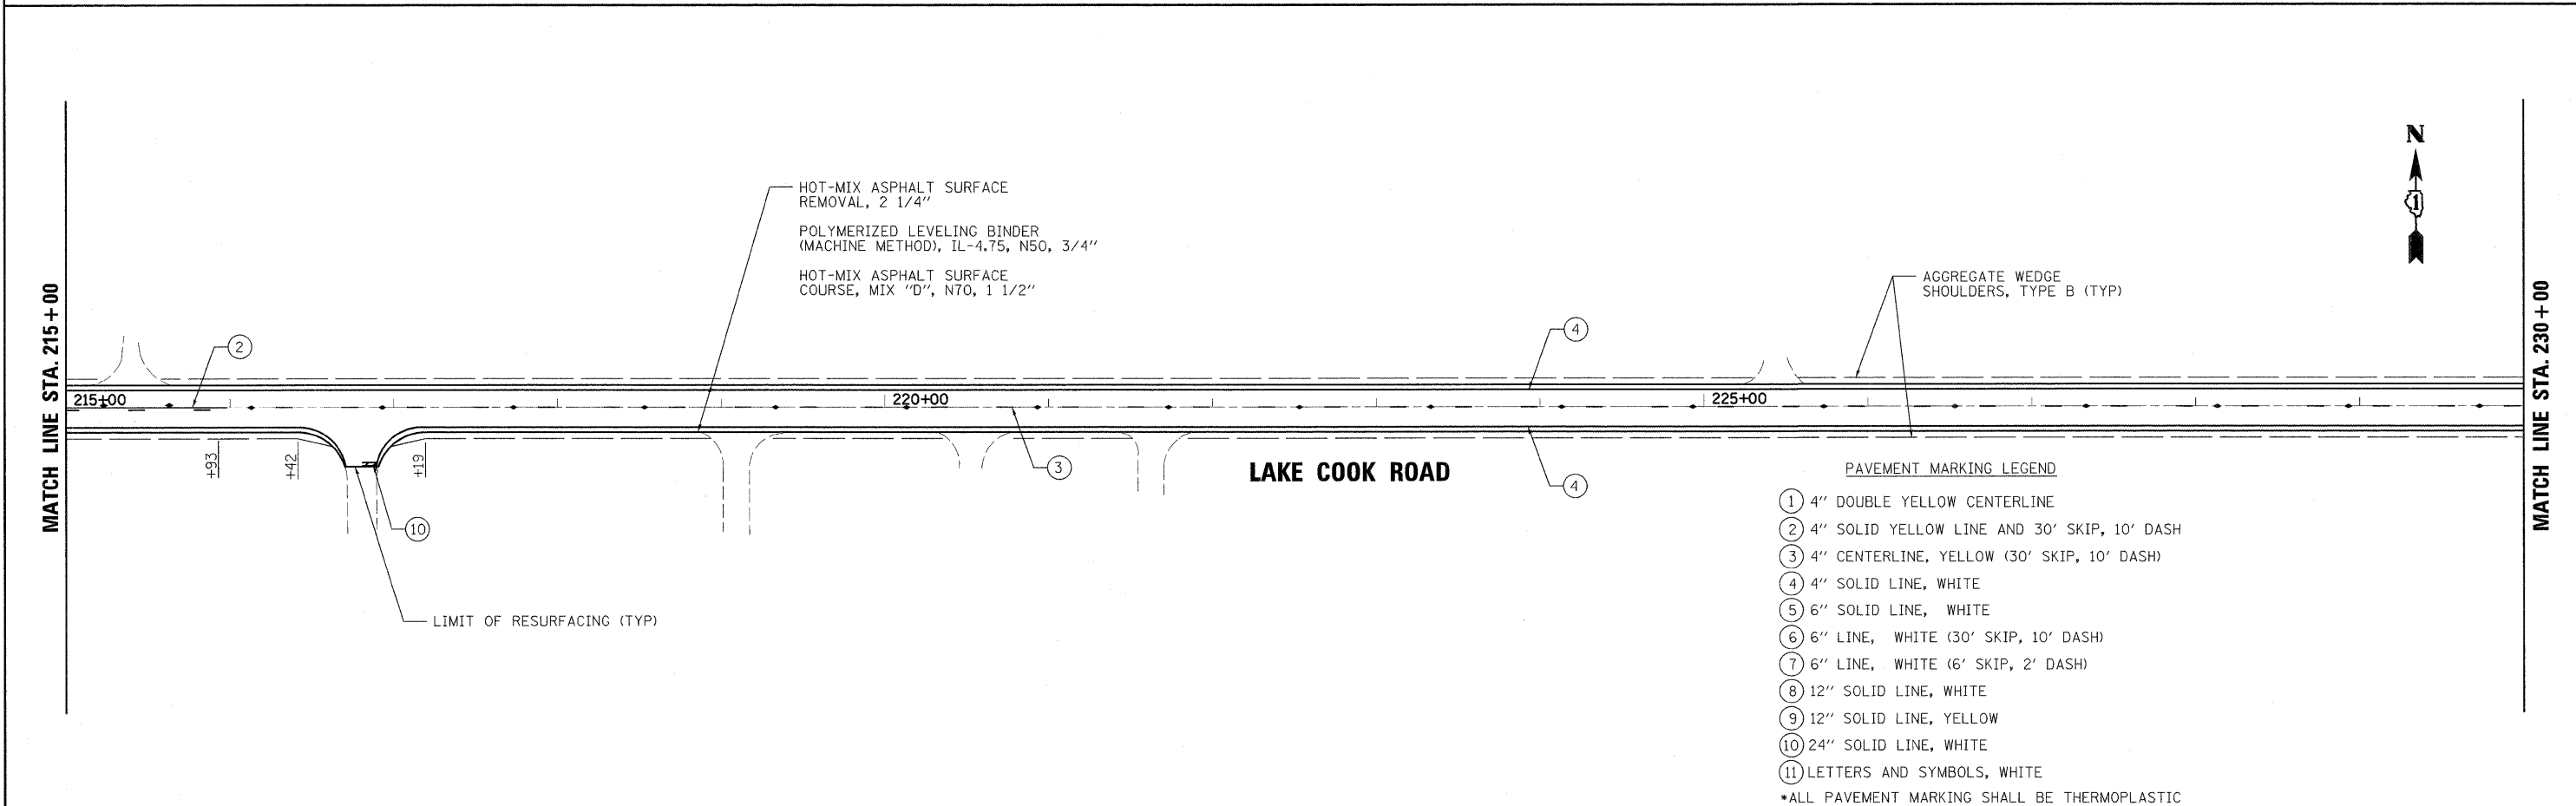 MATCH LINE STA. 215+00
HOT-MIX ASPHALT SURFACE
REMOVAL, 2 1/4"
POLYMERIZED LEVELING BINDER
(MACHINE METHOD), IL-4.75, N50, 3/4"
HOT-MIX ASPHALT SURFACE
COURSE, MIX "D", N70, 1 1/2"
N
1
AGGREGATE WEDGE
SHOULDERS, TYPE B (TYP)
MATCH LINE STA. 230+00
2
4
215+00
220+00
225+00
+93
+42
+19
3
LAKE COOK ROAD
4
10
LIMIT OF RESURFACING (TYP)
PAVEMENT MARKING LEGEND
1 4" DOUBLE YELLOW CENTERLINE
2 4" SOLID YELLOW LINE AND 30' SKIP, 10' DASH
3 4" CENTERLINE, YELLOW (30' SKIP, 10' DASH)
4 4" SOLID LINE, WHITE
5 6" SOLID LINE, WHITE
6 6" LINE, WHITE (30' SKIP, 10' DASH)
7 6" LINE, WHITE (6' SKIP, 2' DASH)
8 12" SOLID LINE, WHITE
9 12" SOLID LINE, YELLOW
10 24" SOLID LINE, WHITE
11 LETTERS AND SYMBOLS, WHITE
*ALL PAVEMENT MARKING SHALL BE THERMOPLASTIC